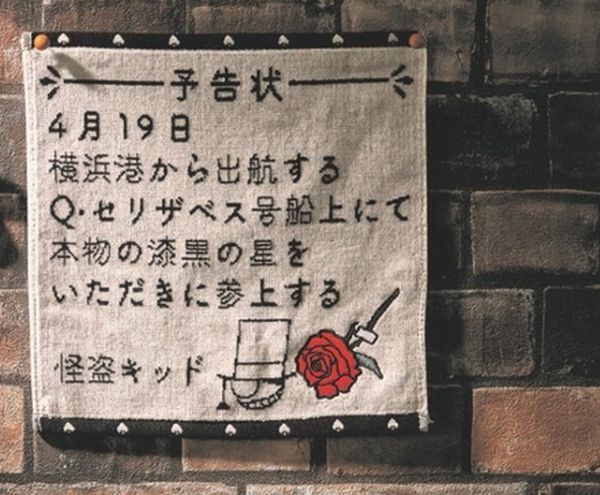 予告状
4月19日
横浜港から出航する
Q・セリザベス号船上にて
本物の漆黒の星を
いただきに参上する
怪盗キッド